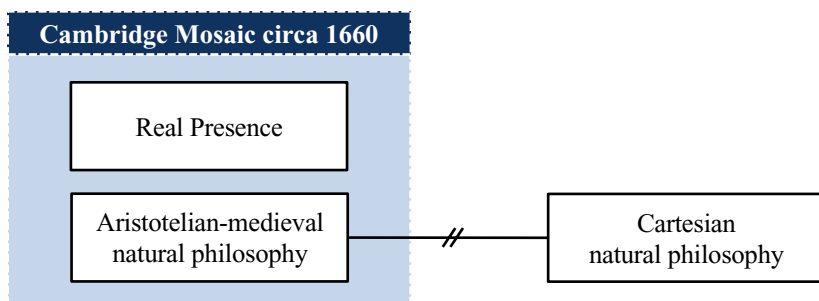 Cambridge Mosaic circa 1660
Real Presence
Aristotelian-medieval
natural philosophy
Cartesian
natural philosophy